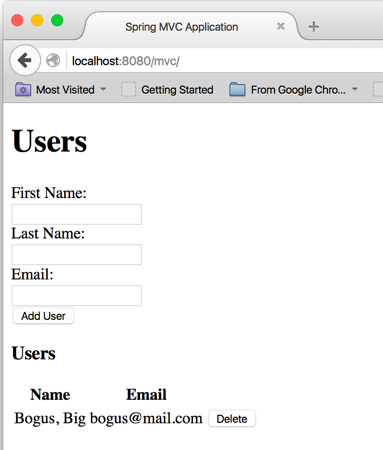 Spring MVC Application
localhost:8080/mvc/
Most Visited Getting Started From Google Chro...
Users
First Name:
Last Name:
Email:
Add User
Users
Name Email
Bogus, Big bogus@mail.com Delete